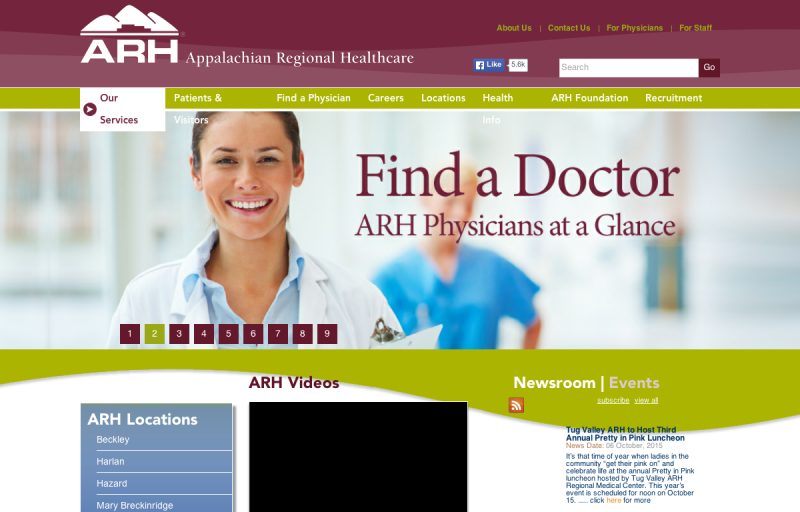 ARH
Appalachian Regional Healthcare
About Us | Contact Us | For Physicians | For Staff
Like 5.6k
Search Go
Our Services
Patients & Visitors
Find a Physician
Careers
Locations
Health Info
ARH Foundation
Recruitment
Find a Doctor
ARH Physicians at a Glance
1 2 3 4 5 6 7 8 9
ARH Locations
Beckley
Harlan
Hazard
Mary Breckinridge
ARH Videos
Newsroom | Events
subscribe view all
Tug Valley ARH to Host Third
Annual Pretty in Pink Luncheon
News Date: 06 October, 2015
It's that time of year when ladies in the
community "get their pink on" and
celebrate life at the annual Pretty in Pink
luncheon hosted by Tug Valley ARH
Regional Medical Center. This year's
event is scheduled for noon on October
15. ..... click here for more